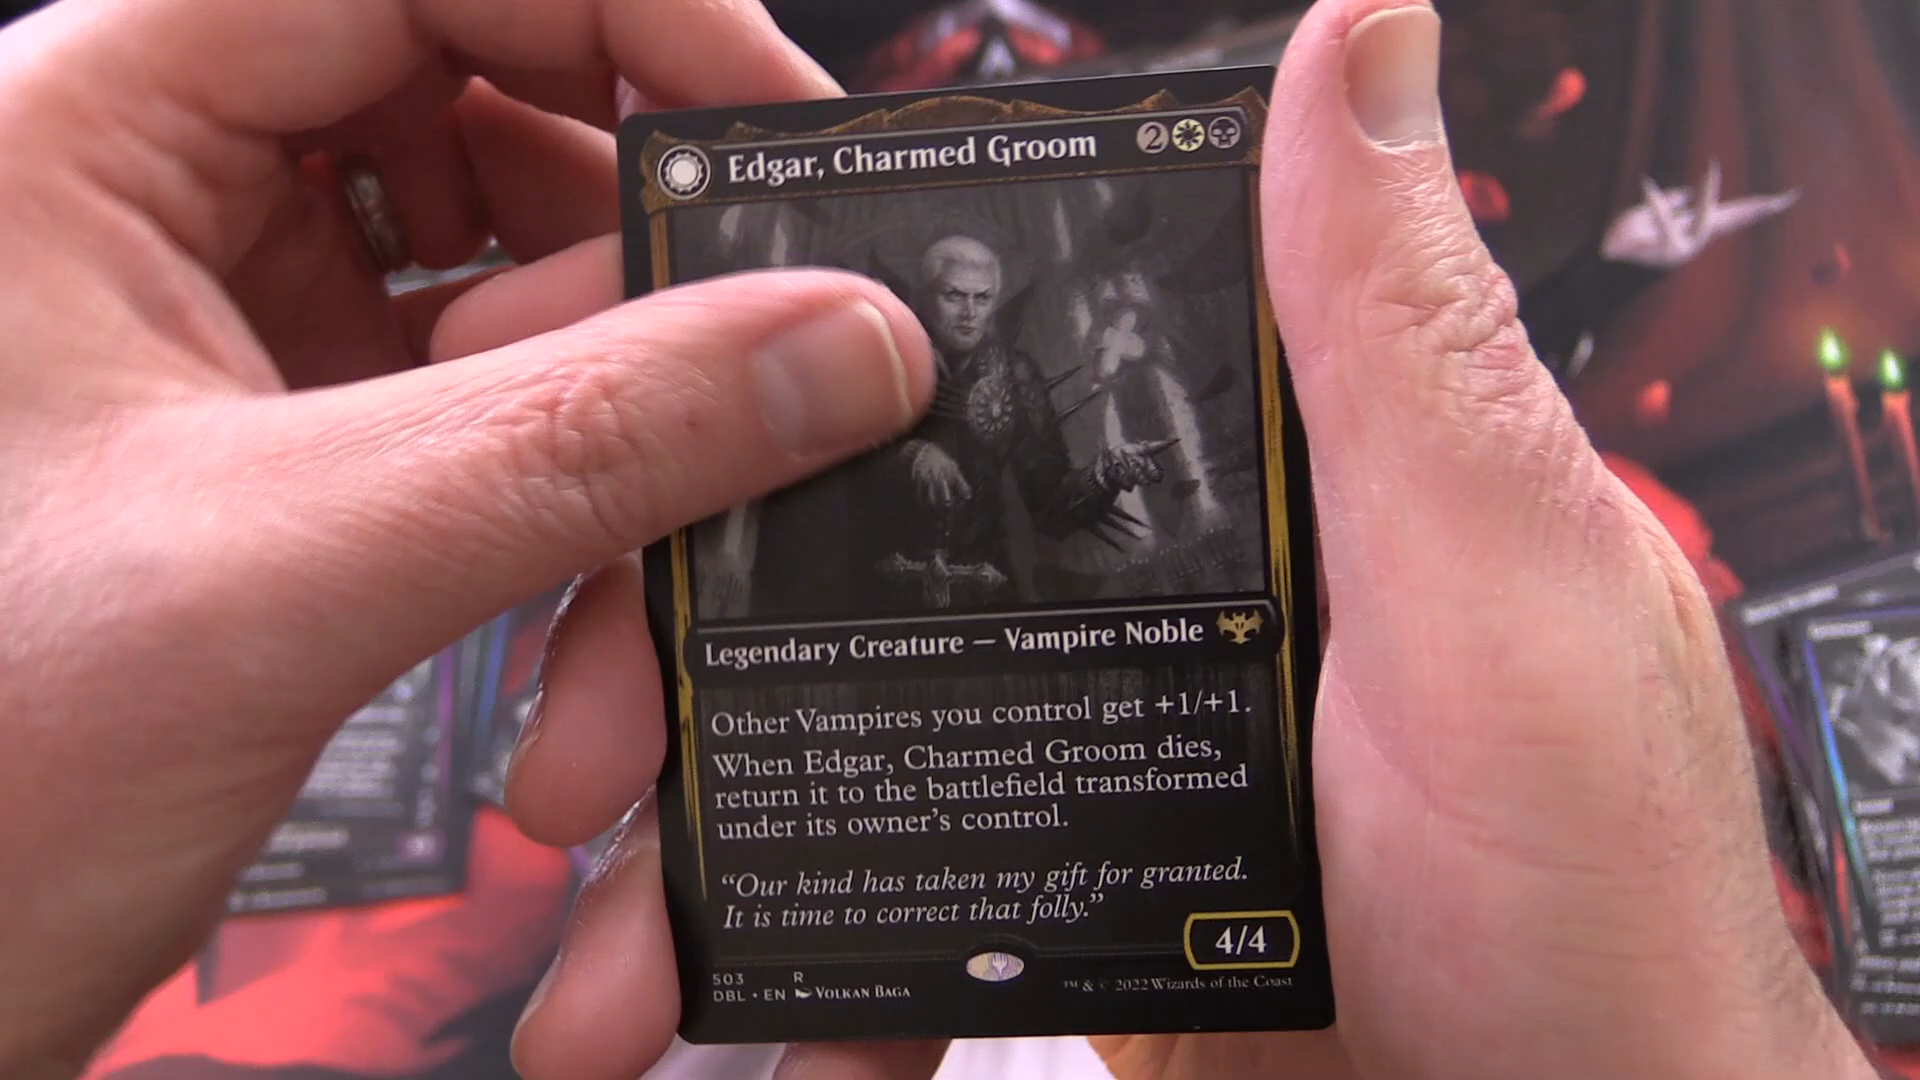 Edgar, Charmed Groom 2
Legendary Creature — Vampire Noble
Other Vampires you control get +1/+1.
When Edgar, Charmed Groom dies,
return it to the battlefield transformed
under its owner's control.
“Our kind has taken my gift for granted.
It is time to correct that folly.”
4/4
503 R
DBL • EN VOLKAN BAGA
™ & © 2022 Wizards of the Coast